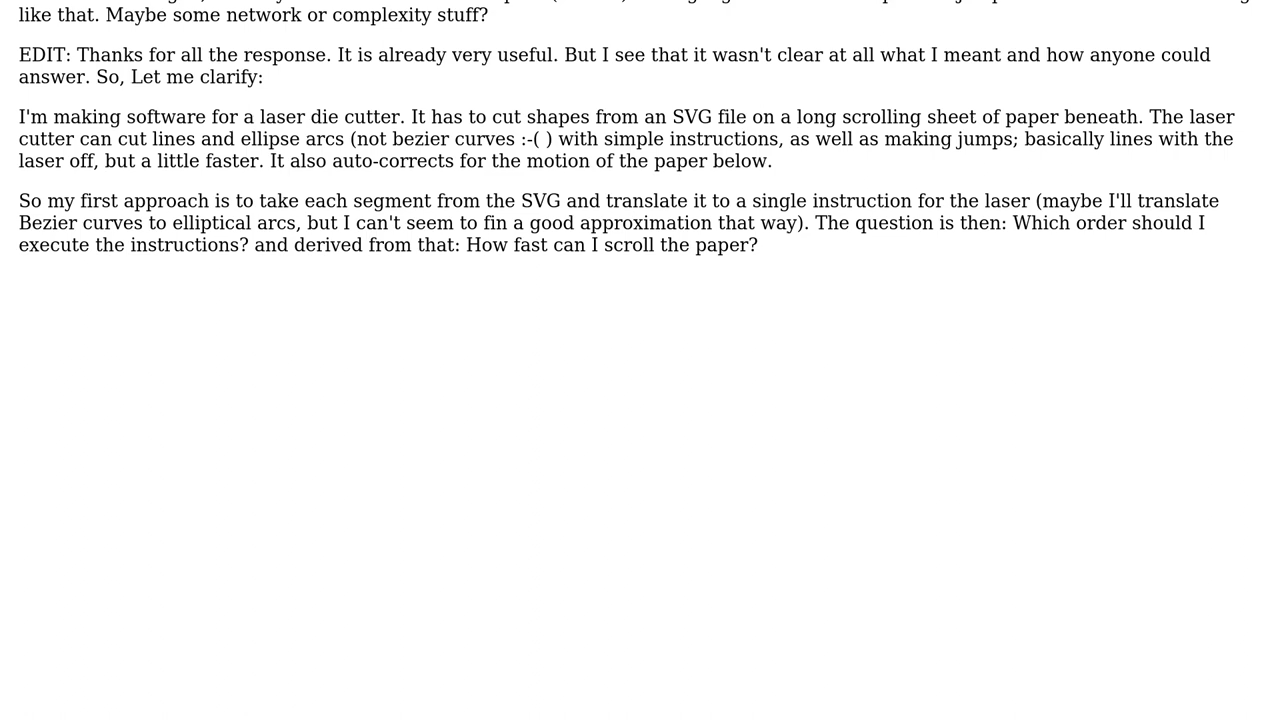 like that. Maybe some network or complexity stuff?
EDIT: Thanks for all the response. It is already very useful. But I see that it wasn't clear at all what I meant and how anyone could
answer. So, Let me clarify:
I'm making software for a laser die cutter. It has to cut shapes from an SVG file on a long scrolling sheet of paper beneath. The laser
cutter can cut lines and ellipse arcs (not bezier curves :-( ) with simple instructions, as well as making jumps; basically lines with the
laser off, but a little faster. It also auto-corrects for the motion of the paper below.
So my first approach is to take each segment from the SVG and translate it to a single instruction for the laser (maybe I'll translate
Bezier curves to elliptical arcs, but I can't seem to fin a good approximation that way). The question is then: Which order should I
execute the instructions? and derived from that: How fast can I scroll the paper?